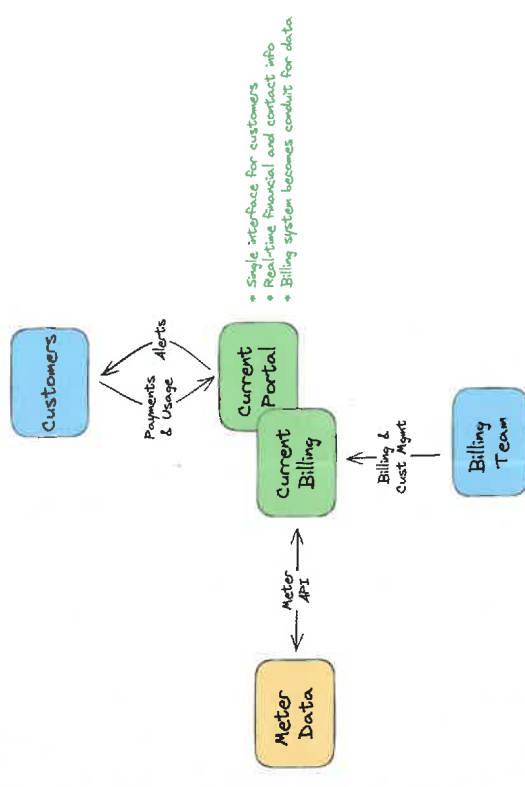 Customers
Payments
& Usage
Alerts
Current
Portal
* Single interface for customers
* Real-time financial and contact info
* Billing system becomes conduit for data
Current
Billing
Meter
API
Meter
Data
Billing &
Cust Mgmt
Billing
Team